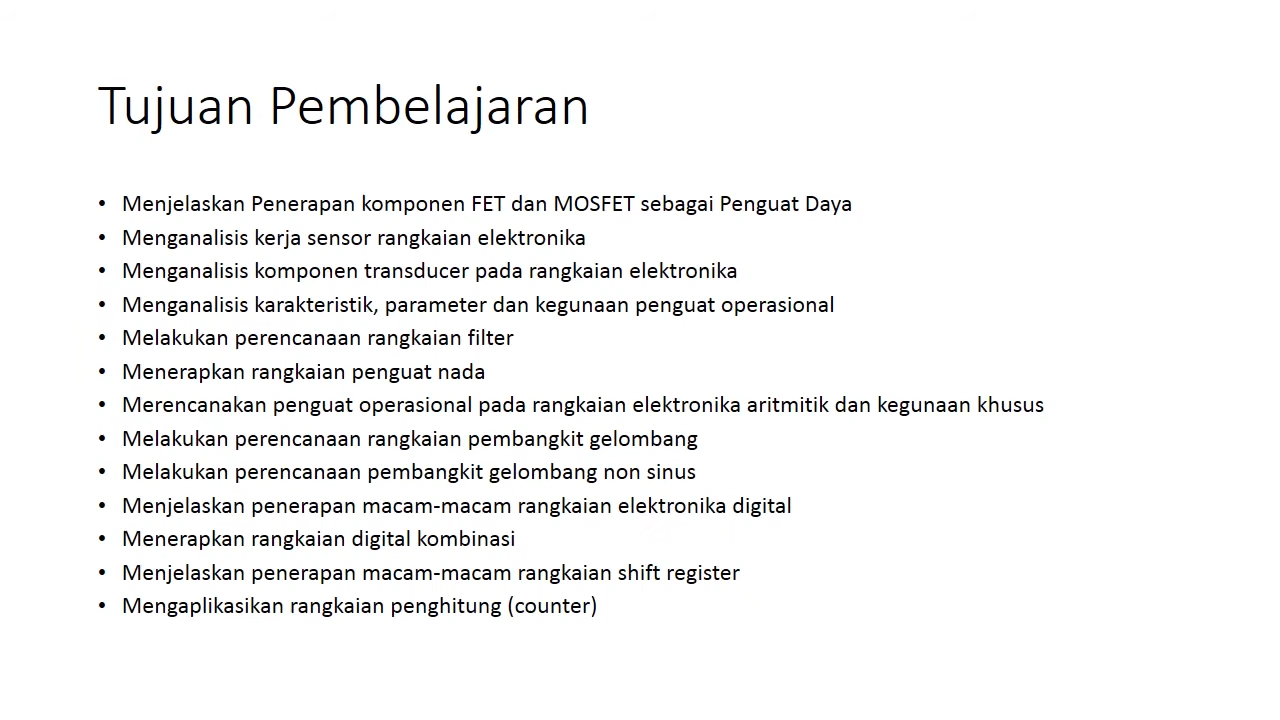 Tujuan Pembelajaran
• Menjelaskan Penerapan komponen FET dan MOSFET sebagai Penguat Daya
• Menganalisis kerja sensor rangkaian elektronika
• Menganalisis komponen transducer pada rangkaian elektronika
• Menganalisis karakteristik, parameter dan kegunaan penguat operasional
• Melakukan perencanaan rangkaian filter
• Menerapkan rangkaian penguat nada
• Merencanakan penguat operasional pada rangkaian elektronika aritmitik dan kegunaan khusus
• Melakukan perencanaan rangkaian pembangkit gelombang
• Melakukan perencanaan pembangkit gelombang non sinus
• Menjelaskan penerapan macam-macam rangkaian elektronika digital
• Menerapkan rangkaian digital kombinasi
• Menjelaskan penerapan macam-macam rangkaian shift register
• Mengaplikasikan rangkaian penghitung (counter)